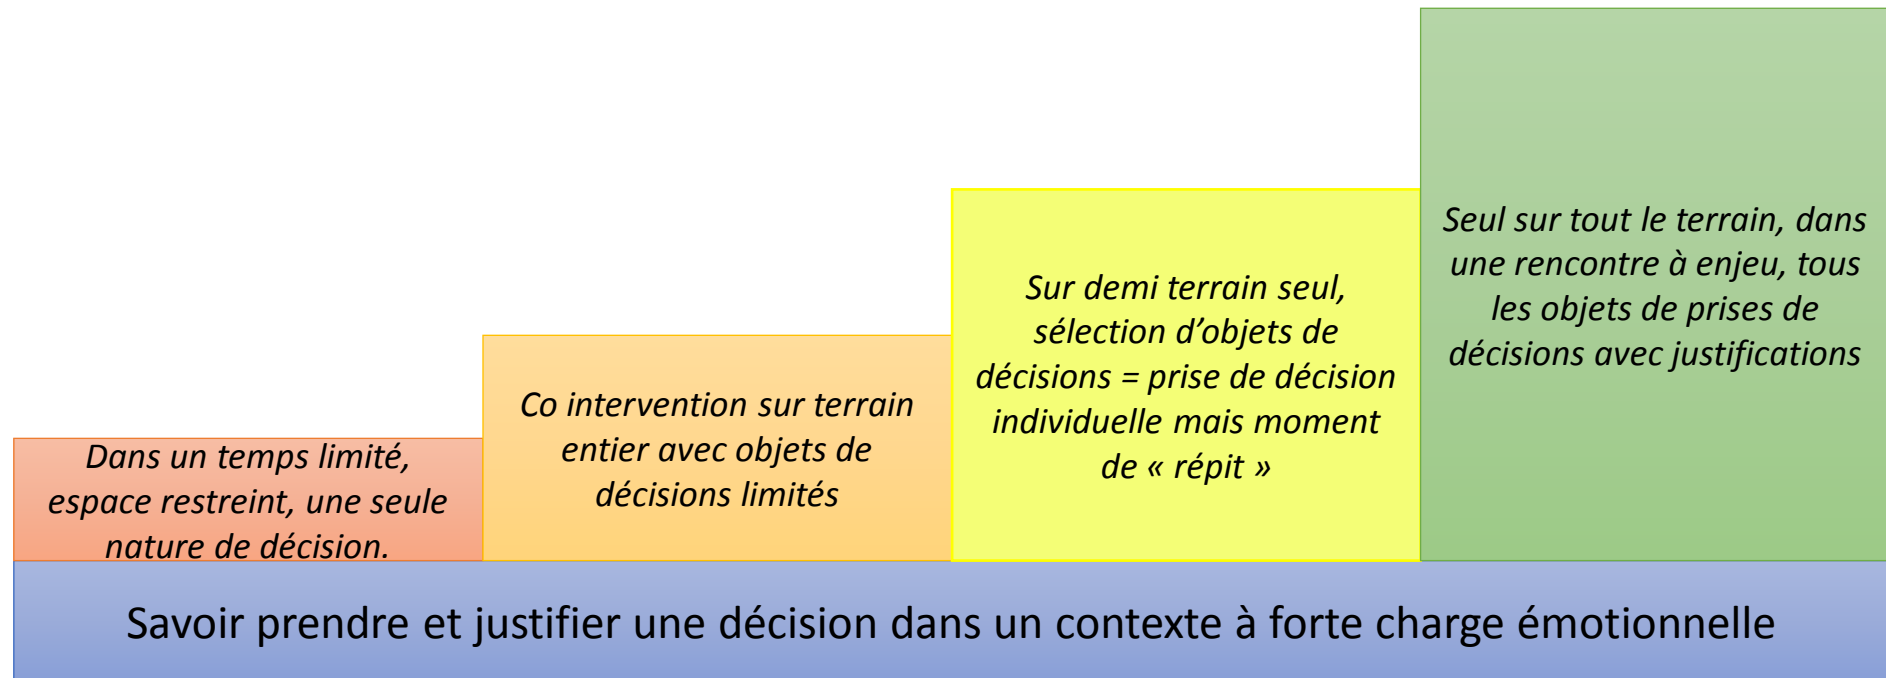 Dans un temps limité,
espace restreint, une seule
nature de décision.
Co intervention sur terrain
entier avec objets de
décisions limités
Sur demi terrain seul,
sélection d’objets de
décisions = prise de décision
individuelle mais moment
de « répit »
Seul sur tout le terrain, dans
une rencontre à enjeu, tous
les objets de prises de
décisions avec justifications
Savoir prendre et justifier une décision dans un contexte à forte charge émotionnelle